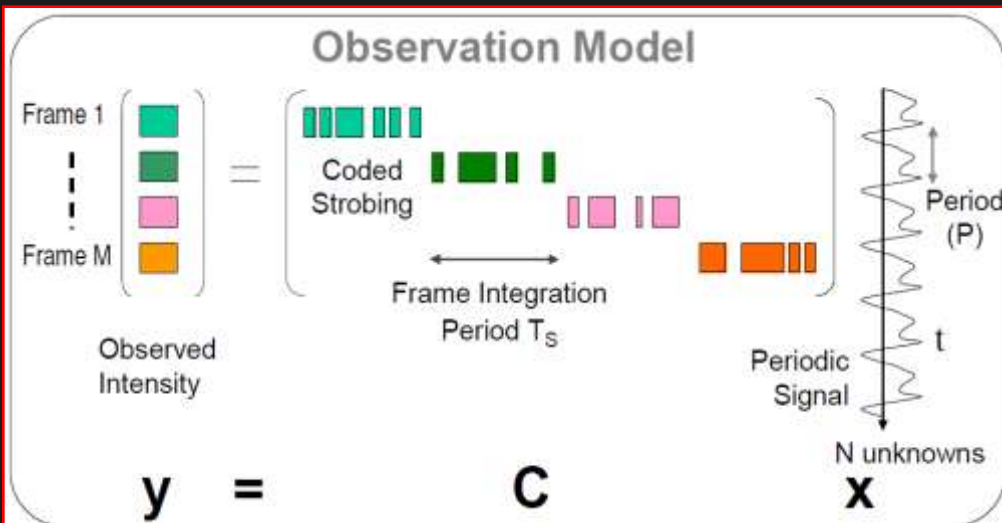 Observation Model
Frame 1
Coded
Strobing
Period
(P)
Frame M
Frame Integration
Period T_S
Observed
Intensity
t
Periodic
Signal
N unknowns
y = C x